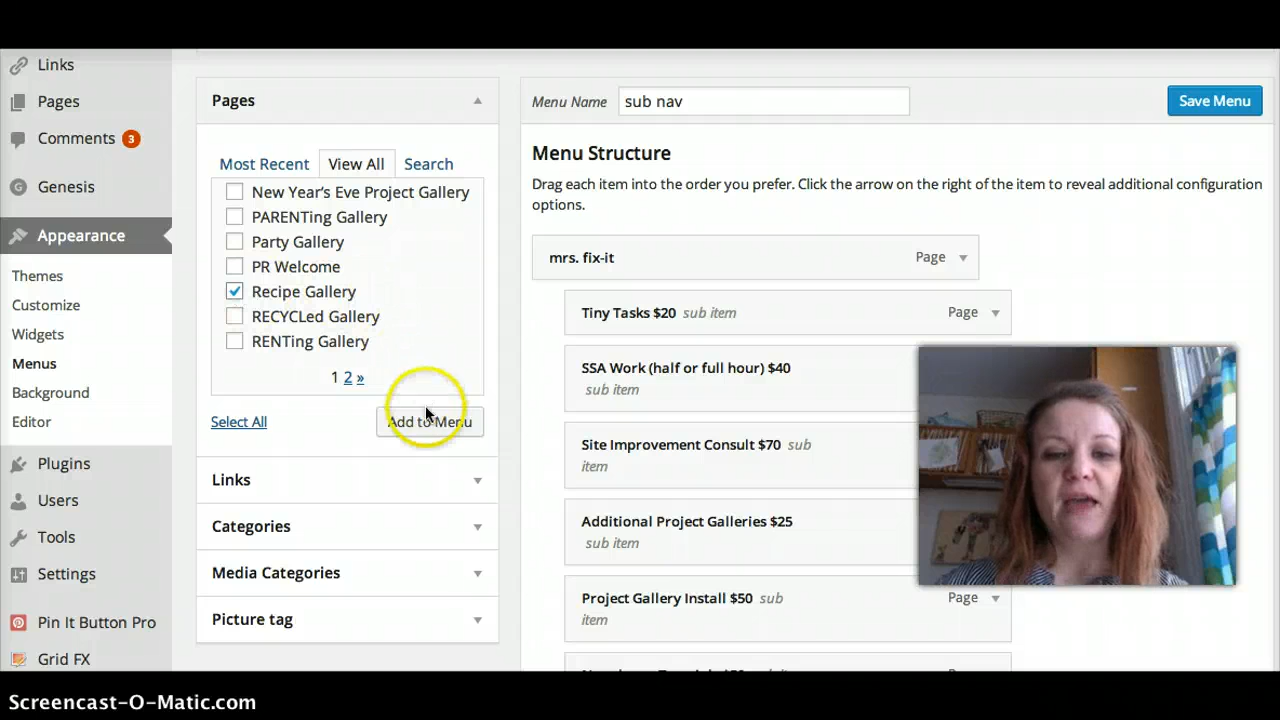 Links
Pages
Comments 3
Genesis
Appearance
Themes
Customize
Widgets
Menus
Background
Editor
Plugins
Users
Tools
Settings
Pin It Button Pro
Grid FX
Pages
Most Recent View All Search
New Year's Eve Project Gallery
PARENTing Gallery
Party Gallery
PR Welcome
Recipe Gallery
RECYCLed Gallery
RENTing Gallery
1 2 »
Select All Add to Menu
Links
Categories
Media Categories
Picture tag
Menu Name sub nav Save Menu
Menu Structure
Drag each item into the order you prefer. Click the arrow on the right of the item to reveal additional configuration
options.
mrs. fix-it Page
Tiny Tasks $20 sub item Page
SSA Work (half or full hour) $40
sub item
Site Improvement Consult $70 sub
item
Additional Project Galleries $25
sub item
Project Gallery Install $50 sub Page
item
Screencast-O-Matic.com